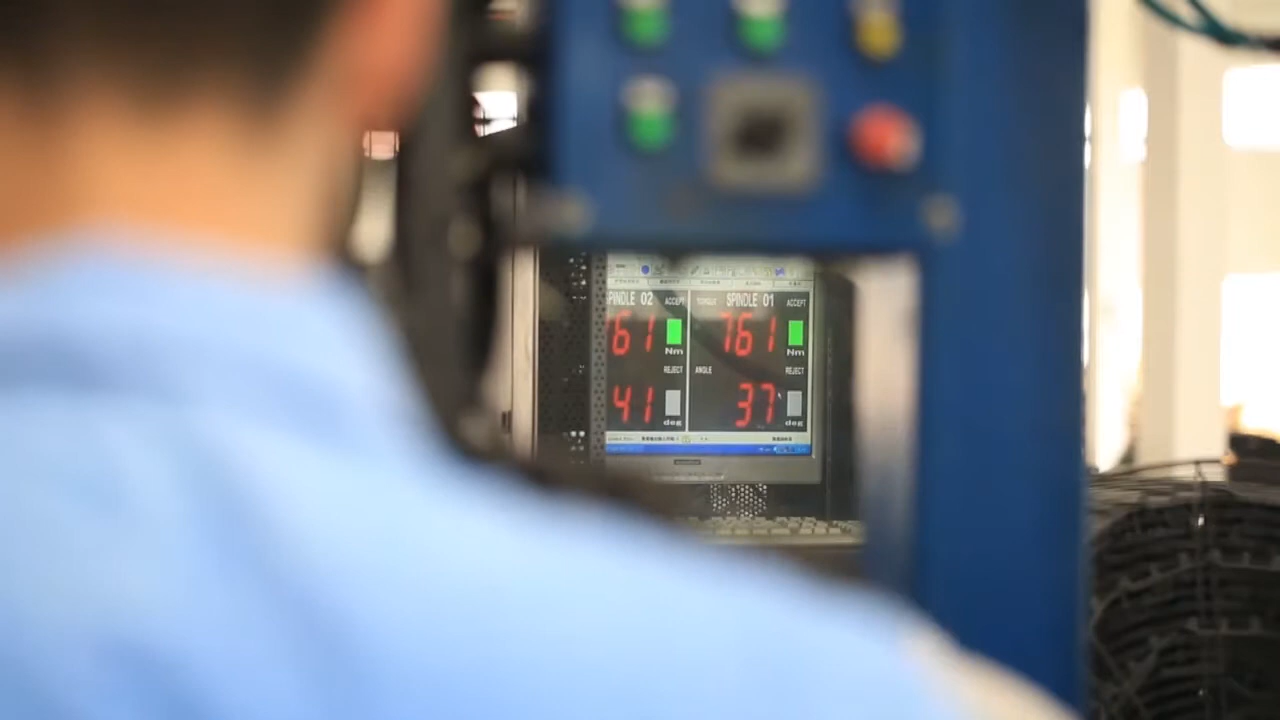 SPINDLE 02 ACCEPT
761
Nm
REJECT
41
deg
TORQUE SPINDLE 01 ACCEPT
761
Nm
ANGLE REJECT
37
deg